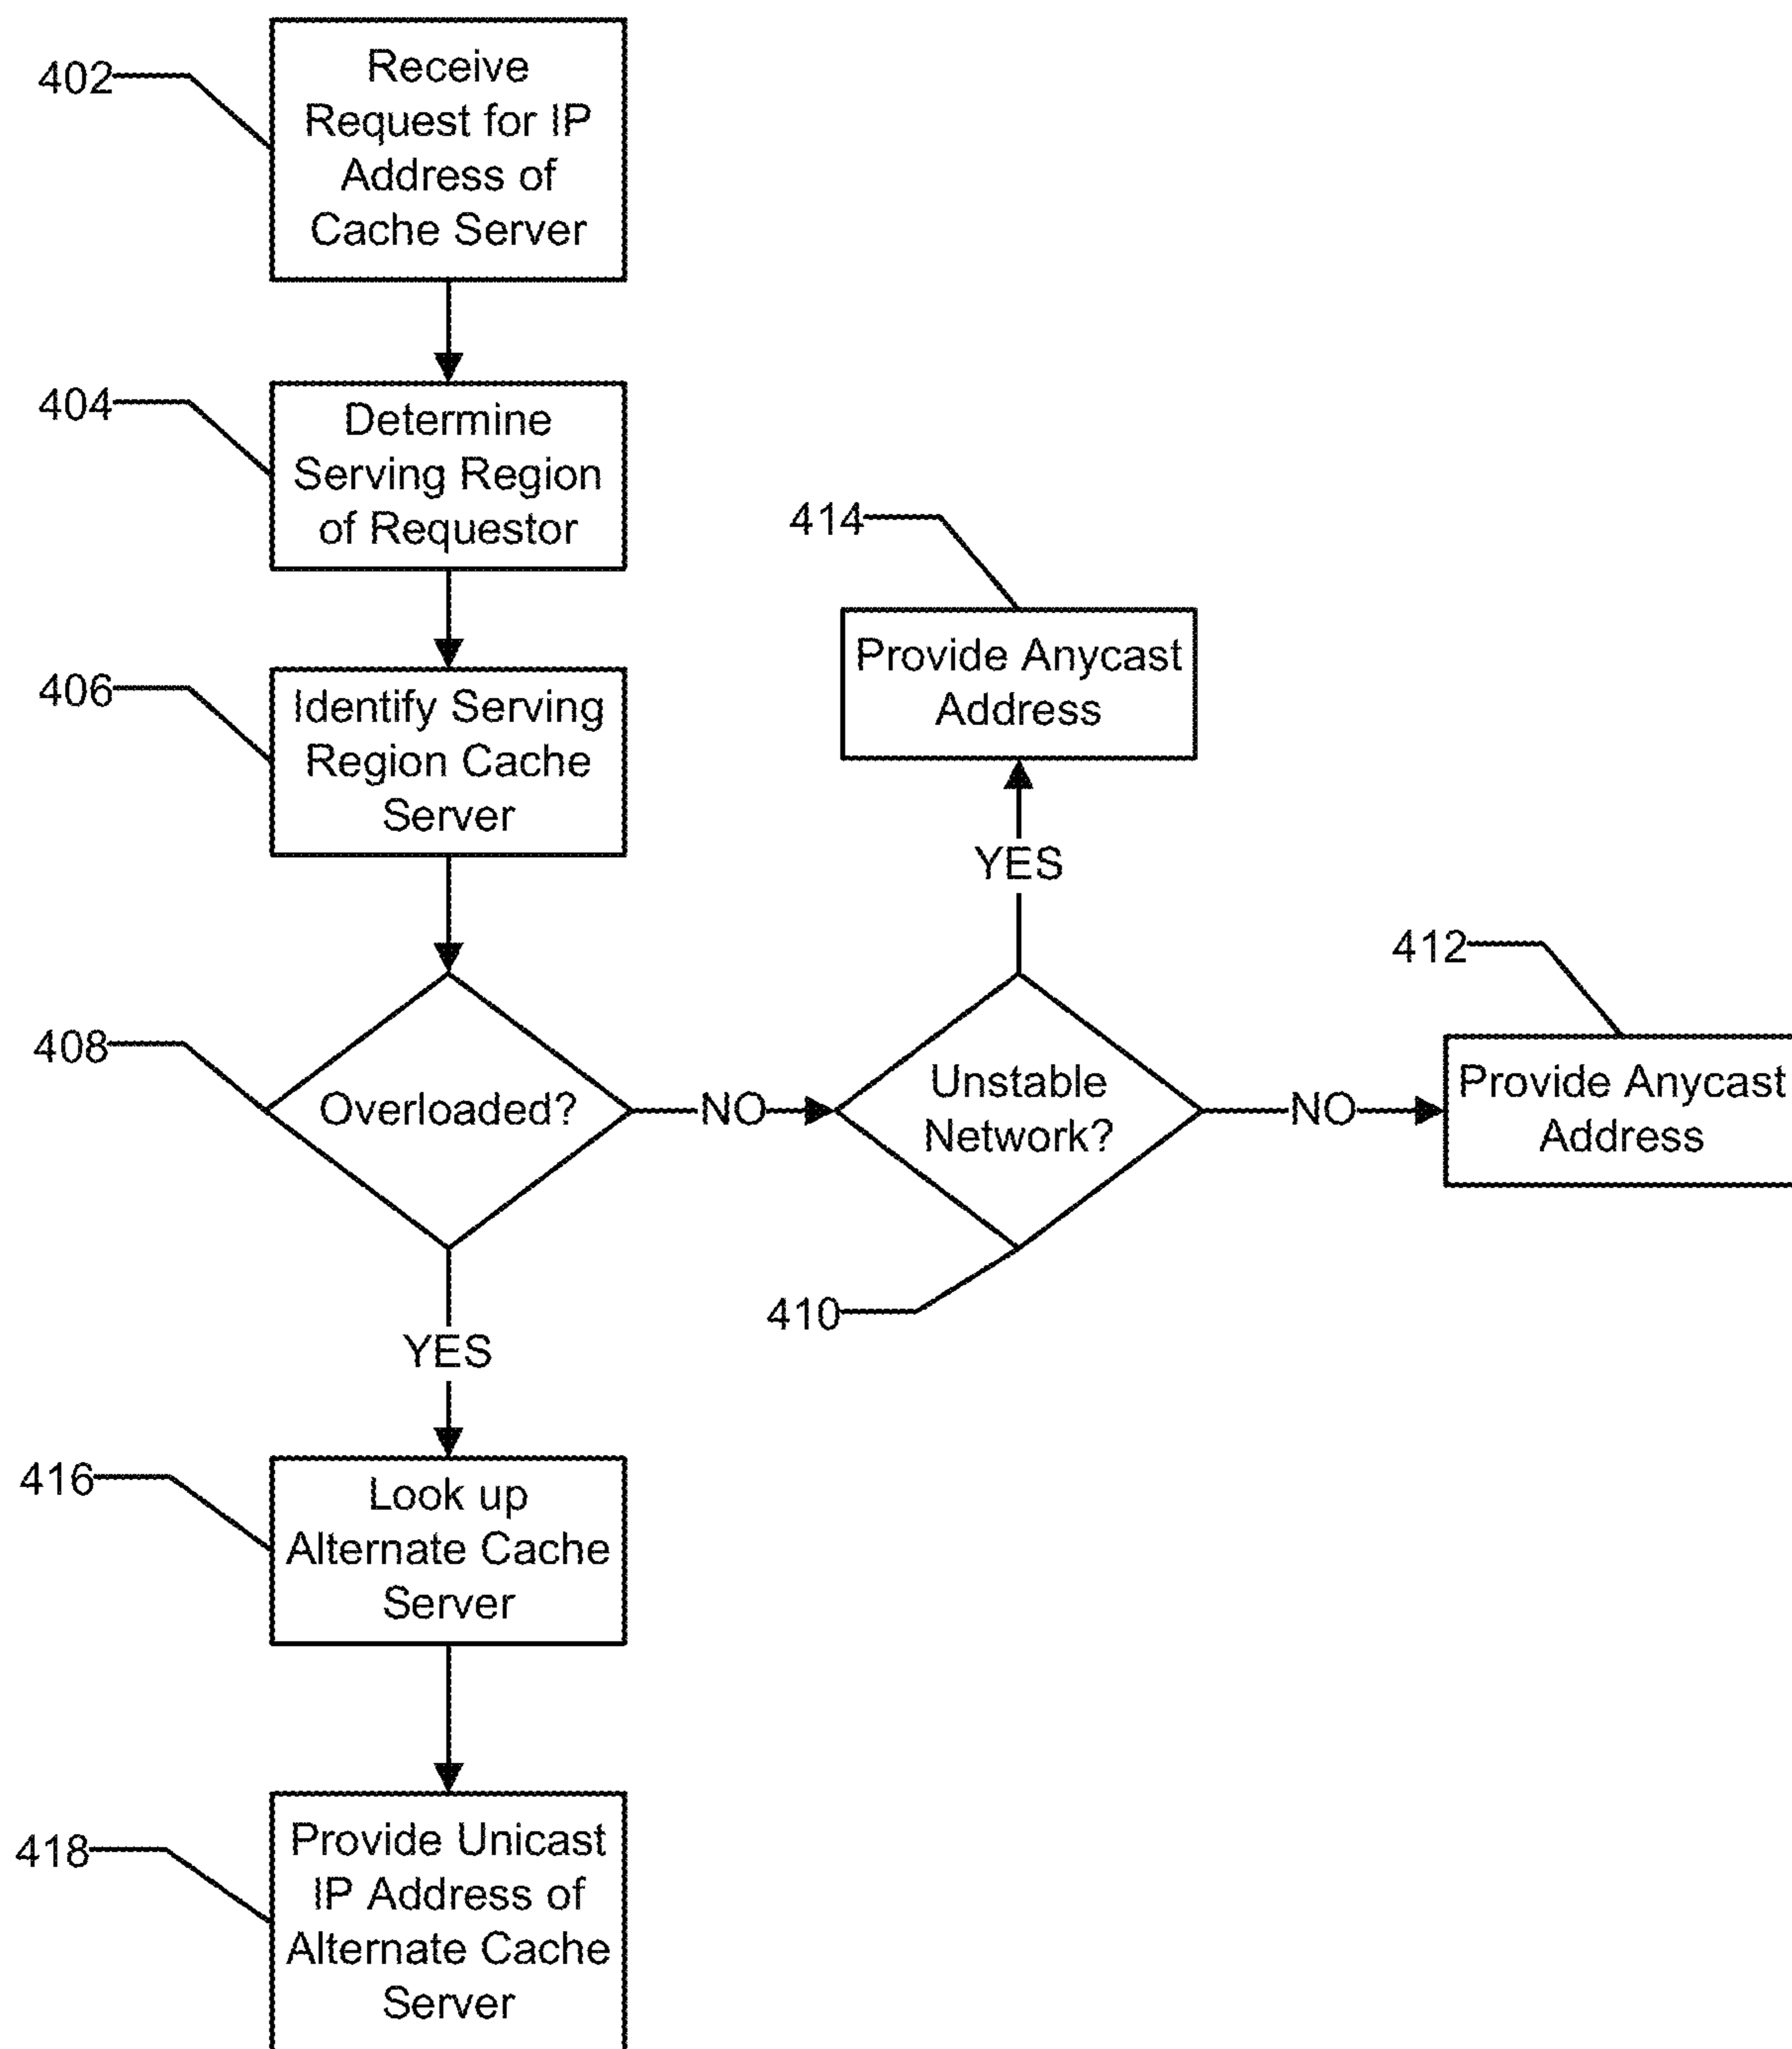 402
Receive
Request for IP
Address of
Cache Server
404
Determine
Serving Region
of Requestor
406
Identify Serving
Region Cache
Server
414
Provide Anycast
Address
YES
412
Provide Anycast
Address
408
Overloaded?
NO
Unstable
Network?
NO
410
YES
416
Look up
Alternate Cache
Server
418
Provide Unicast
IP Address of
Alternate Cache
Server